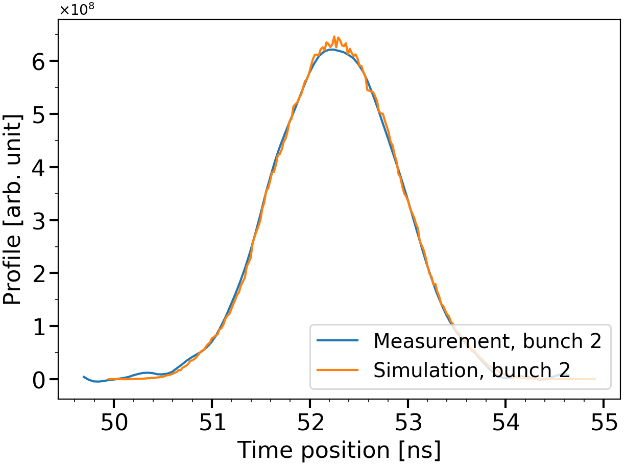 ×10⁸
6
5
4
3
2
1
0
Profile [arb. unit]
Measurement, bunch 2
Simulation, bunch 2
50 51 52 53 54 55
Time position [ns]